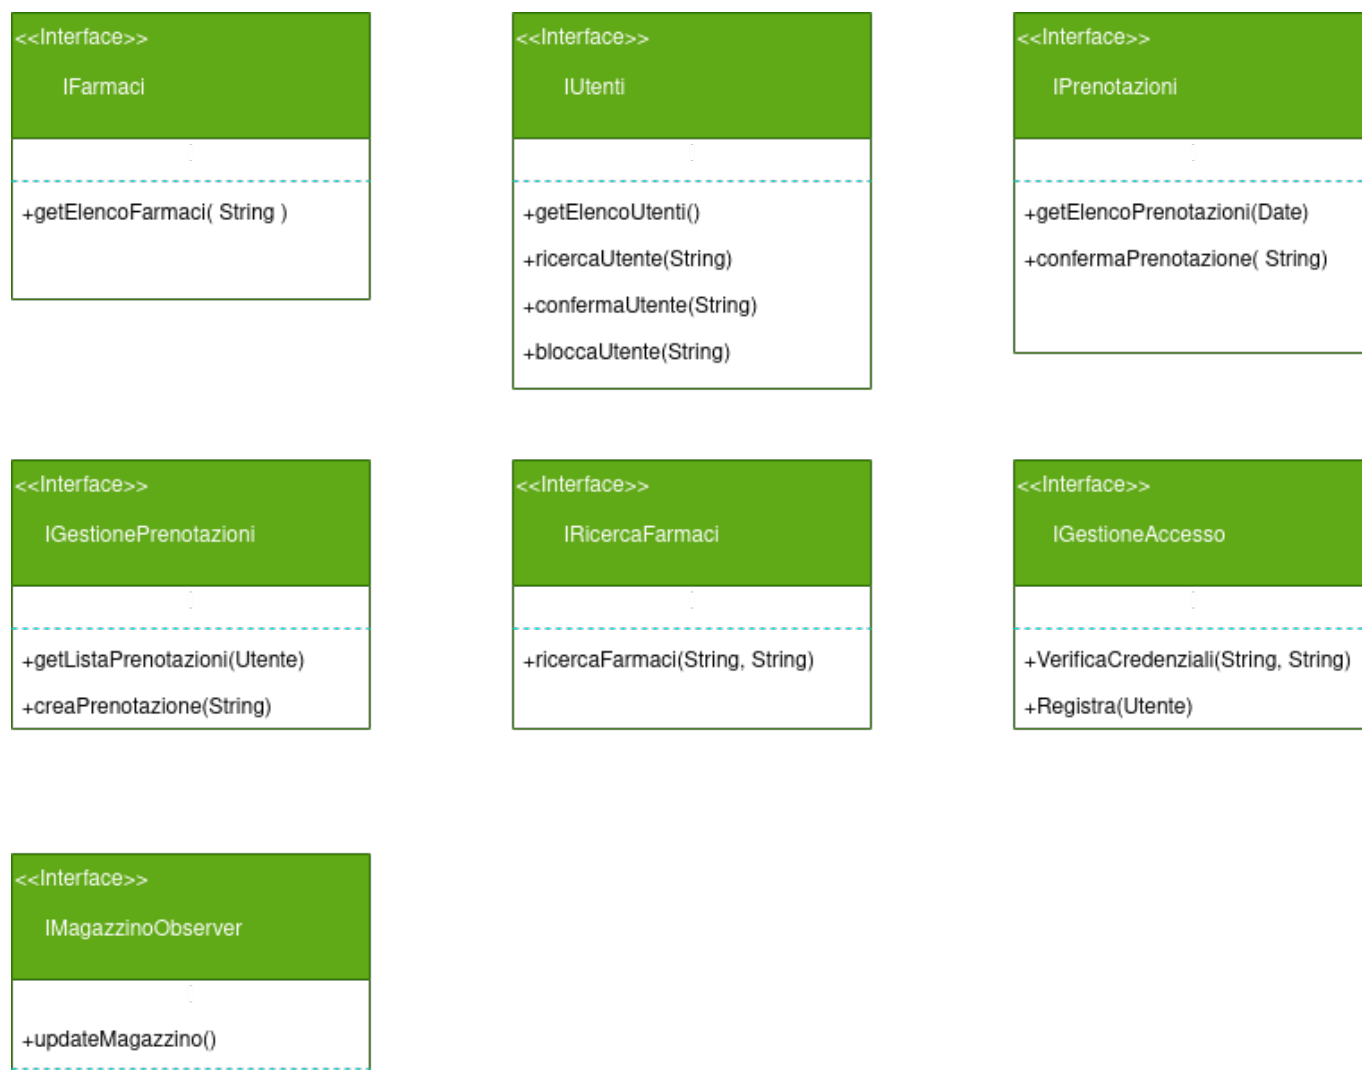 <<Interface>>
IFarmaci
+getElencoFarmaci( String )
<<Interface>>
IUtenti
+getElencoUtenti()
+ricercaUtente(String)
+confermaUtente(String)
+bloccaUtente(String)
<<Interface>>
IPrenotazioni
+getElencoPrenotazioni(Date)
+confermaPrenotazione( String)
<<Interface>>
IGestionePrenotazioni
+getListaPrenotazioni(Utente)
+creaPrenotazione(String)
<<Interface>>
IRicercaFarmaci
+ricercaFarmaci(String, String)
<<Interface>>
IGestioneAccesso
+VerificaCredenziali(String, String)
+Registra(Utente)
<<Interface>>
IMagazzinoObserver
+updateMagazzino()